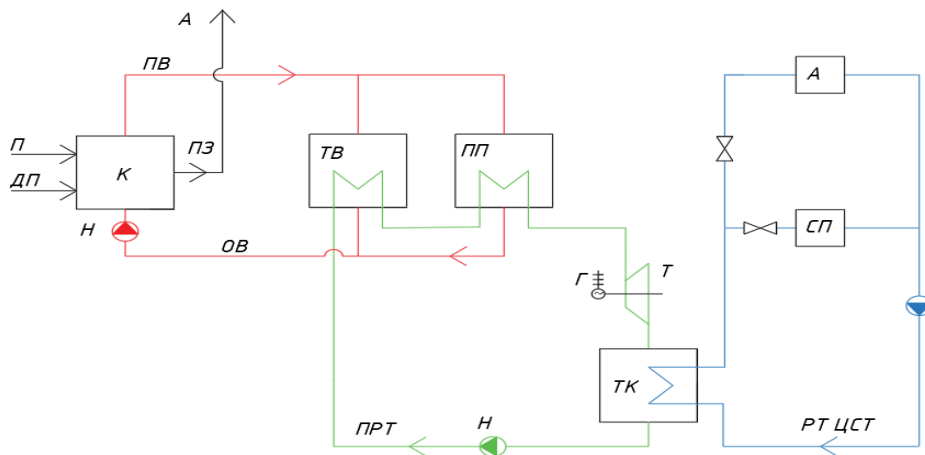 А
ПВ
А
П
ПЗ
ТВ
ПП
К
ДП
Н
СП
ОВ
Г
Т
ТК
ПРТ
Н
РТ ЦСТ